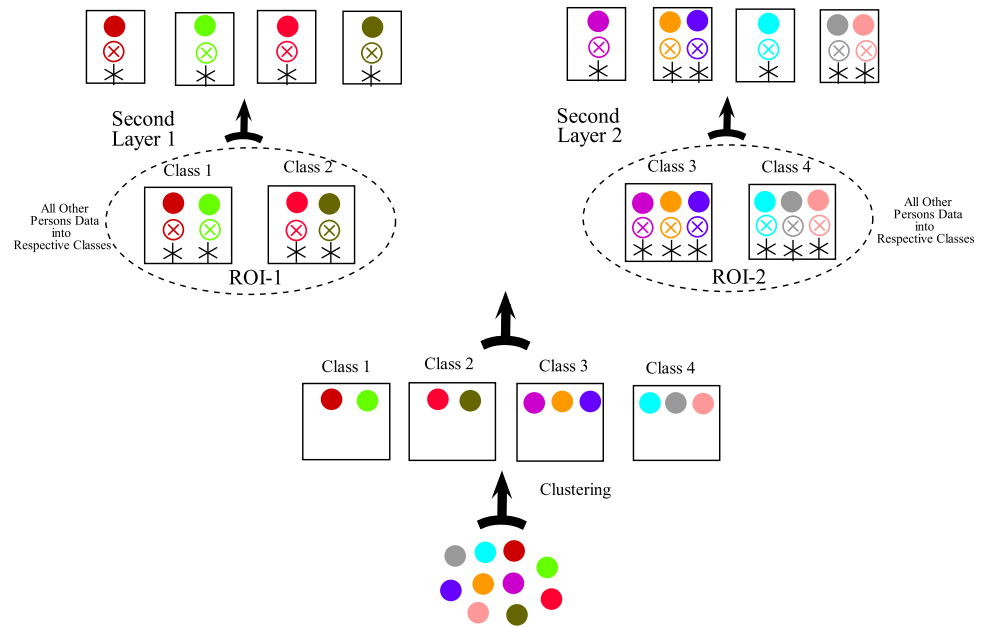 Second
Layer 1
Second
Layer 2
Class 1
Class 2
Class 3
Class 4
All Other
Persons Data
into
Respective Classes
ROI-1
All Other
Persons Data
into
Respective Classes
ROI-2
Class 1
Class 2
Class 3
Class 4
Clustering